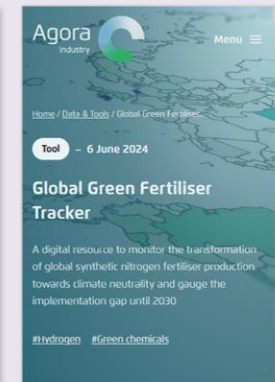 Agora
Industry
Menu
Home / Data & Tools / Global Green Fertiliser...
Tool – 6 June 2024
Global Green Fertiliser
Tracker
A digital resource to monitor the transformation
of global synthetic nitrogen fertiliser production
towards climate neutrality and gauge the
implementation gap until 2030
#Hydrogen #Green chemicals